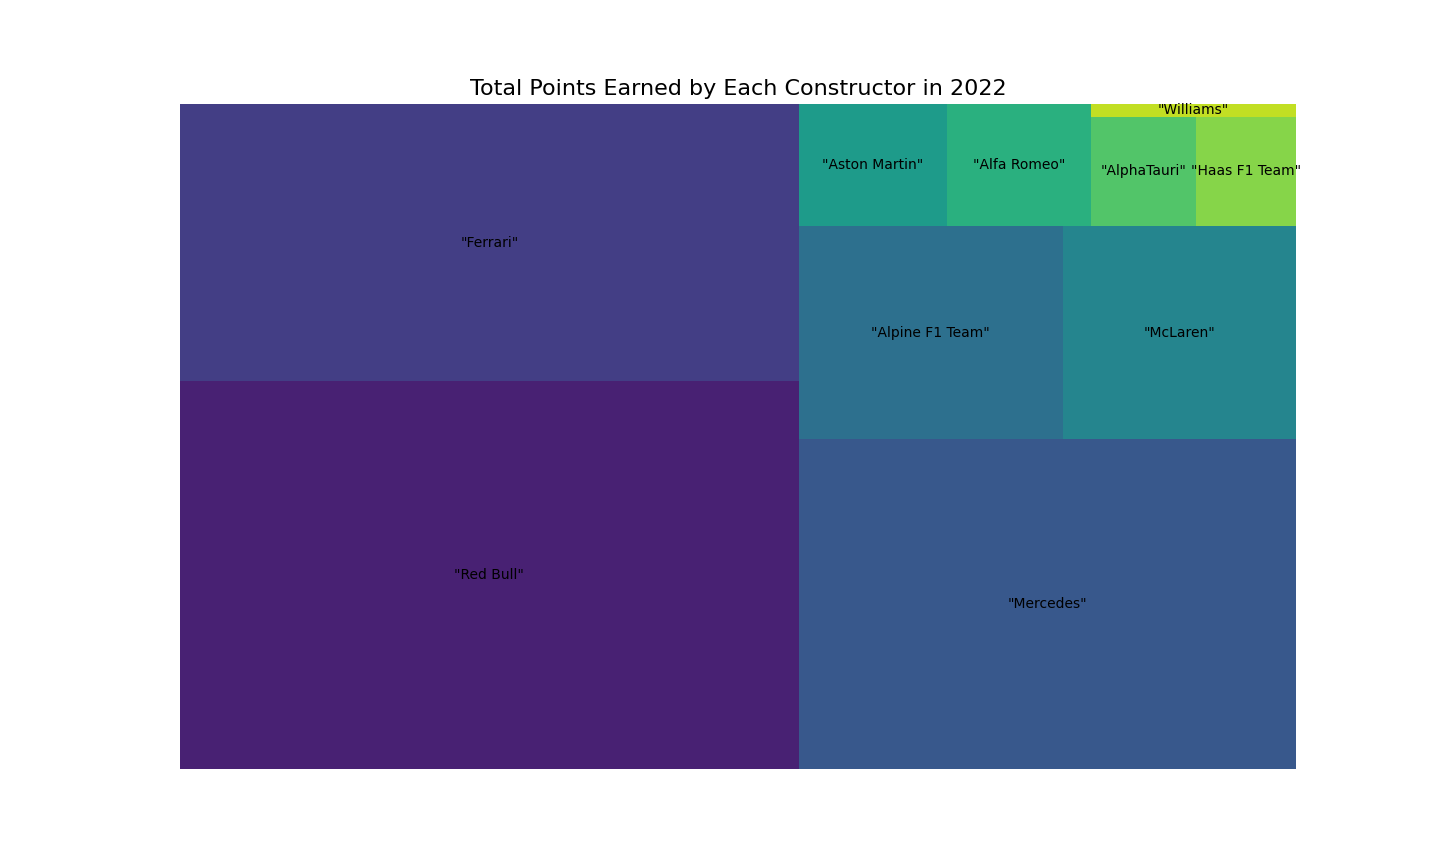 Total Points Earned by Each Constructor in 2022
"Williams"
"Aston Martin"
"Alfa Romeo"
"AlphaTauri"
"Haas F1 Team"
"Ferrari"
"Alpine F1 Team"
"McLaren"
"Red Bull"
"Mercedes"